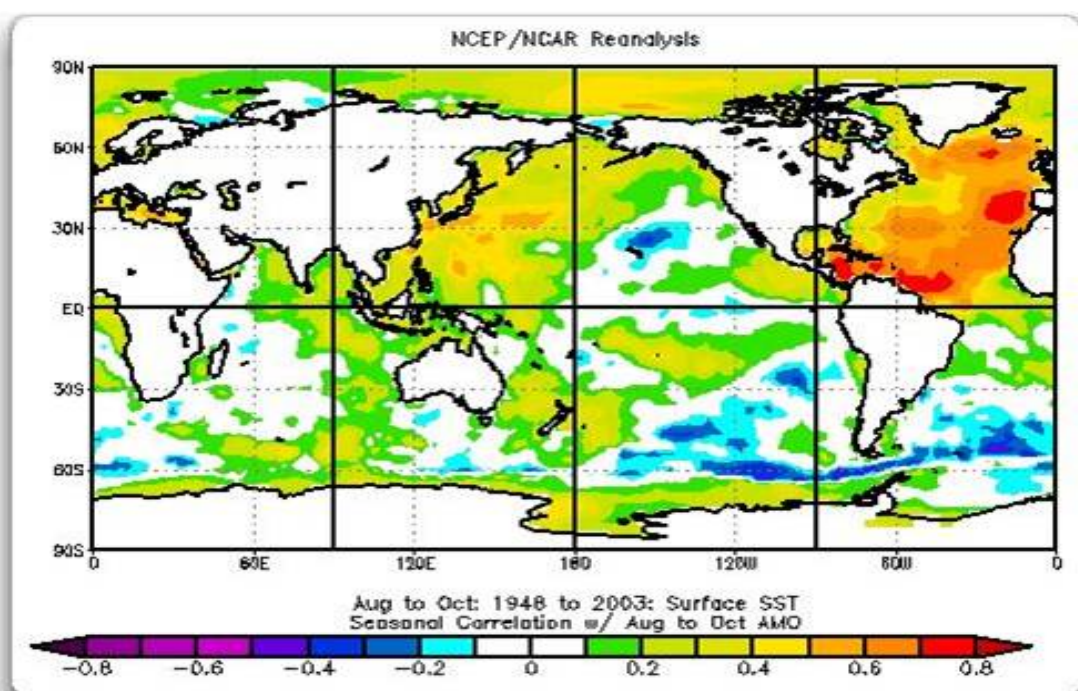 NCEP/NCAR Reanalysis
90N
60N
30N
EQ
30S
60S
90S
0 60E 120E 180 120W 60W 0
Aug to Oct: 1948 to 2003: Surface SST
Seasonal Correlation w/ Aug to Oct AMO
-0.8 -0.6 -0.4 -0.2 0 0.2 0.4 0.6 0.8